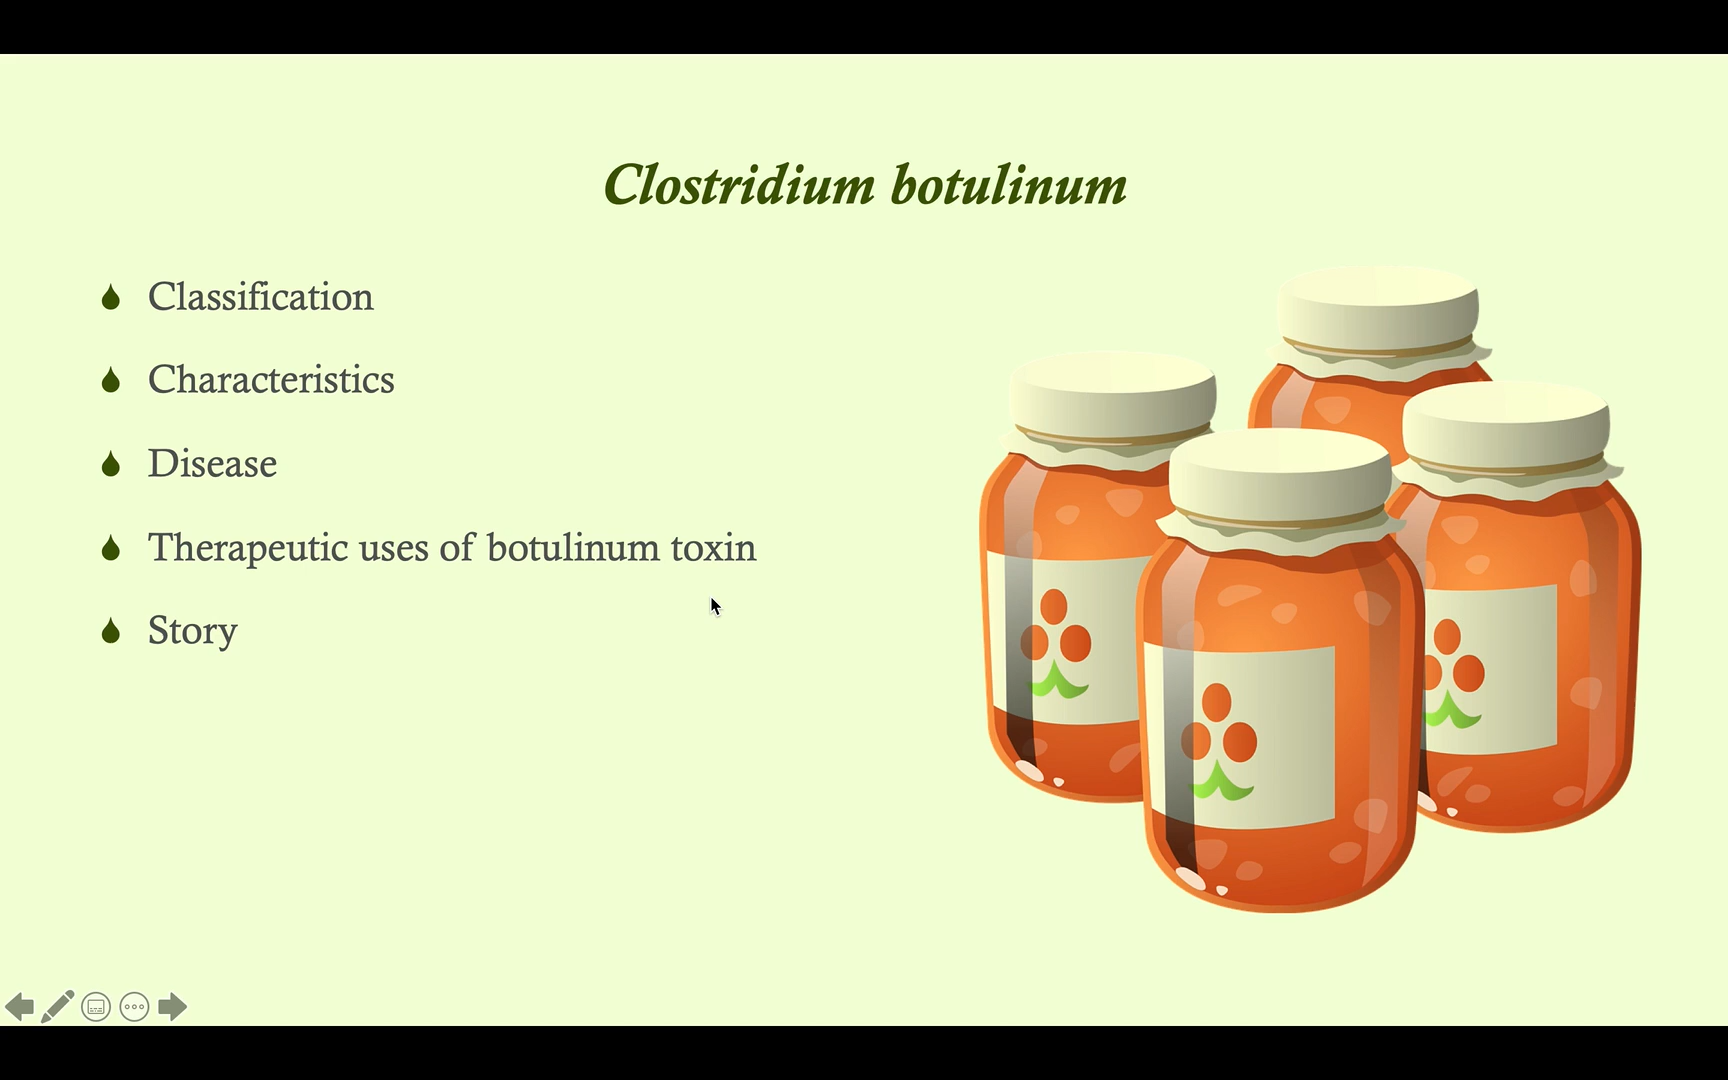 Clostridium botulinum
Classification
Characteristics
Disease
Therapeutic uses of botulinum toxin
Story